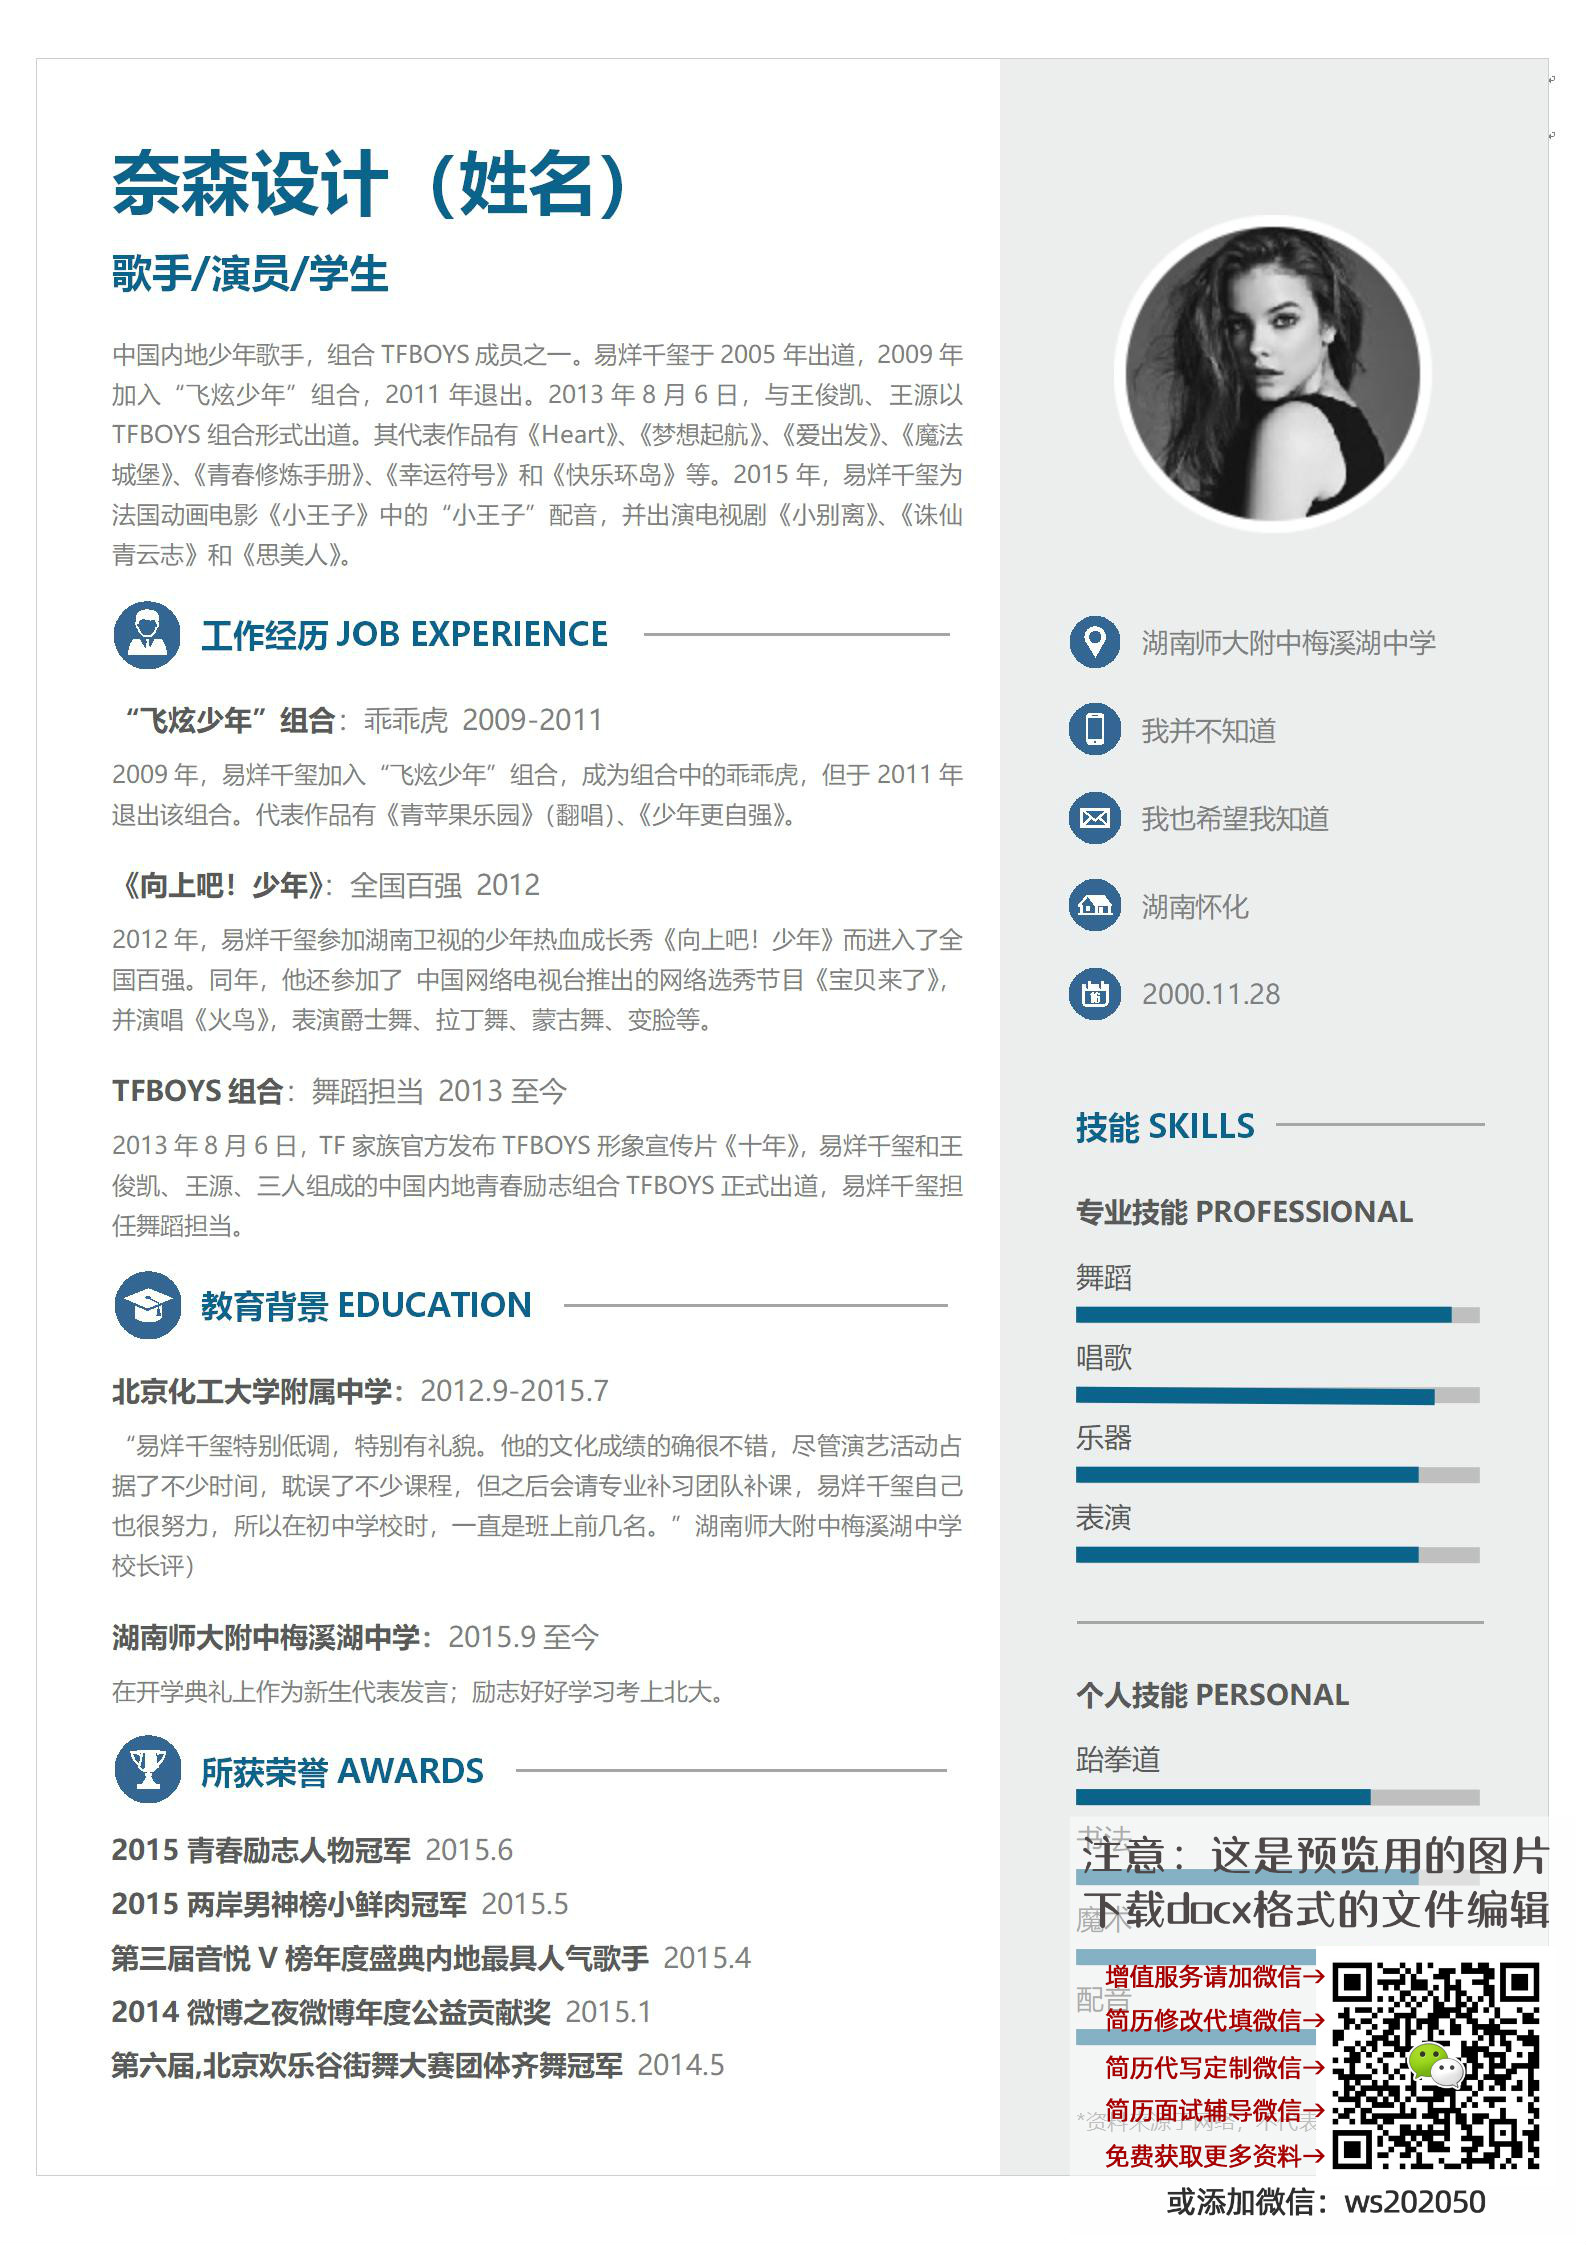 奈森设计（姓名）
歌手/演员/学生
中国内地少年歌手，组合 TFBOYS 成员之一。易烊千玺于 2005 年出道，2009 年
加入“飞炫少年”组合，2011 年退出。2013 年 8 月 6 日，与王俊凯、王源以
TFBOYS 组合形式出道。其代表作品有《Heart》、《梦想起航》、《爱出发》、《魔法
城堡》、《青春修炼手册》、《幸运符号》和《快乐环岛》等。2015 年，易烊千玺为
法国动画电影《小王子》中的“小王子”配音，并出演电视剧《小别离》、《诛仙
青云志》和《思美人》。
工作经历 JOB EXPERIENCE
“飞炫少年”组合：乖乖虎 2009-2011
2009 年，易烊千玺加入“飞炫少年”组合，成为组合中的乖乖虎，但于 2011 年
退出该组合。代表作品有《青苹果乐园》（翻唱）、《少年更自强》。
《向上吧！少年》：全国百强 2012
2012 年，易烊千玺参加湖南卫视的少年热血成长秀《向上吧！少年》而进入了全
国百强。同年，他还参加了 中国网络电视台推出的网络选秀节目《宝贝来了》，
并演唱《火鸟》，表演爵士舞、拉丁舞、蒙古舞、变脸等。
TFBOYS 组合：舞蹈担当 2013 至今
2013 年 8 月 6 日，TF 家族官方发布 TFBOYS 形象宣传片《十年》，易烊千玺和王
俊凯、王源、三人组成的中国内地青春励志组合 TFBOYS 正式出道，易烊千玺担
任舞蹈担当。
教育背景 EDUCATION
北京化工大学附属中学：2012.9-2015.7
“易烊千玺特别低调，特别有礼貌。他的文化成绩的确很不错，尽管演艺活动占
据了不少时间，耽误了不少课程，但之后会请专业补习团队补课，易烊千玺自己
也很努力，所以在初中学校时，一直是班上前几名。”湖南师大附中梅溪湖中学
校长评）
湖南师大附中梅溪湖中学：2015.9 至今
在开学典礼上作为新生代表发言；励志好好学习考上北大。
所获荣誉 AWARDS
2015 青春励志人物冠军 2015.6
2015 两岸男神榜小鲜肉冠军 2015.5
第三届音悦 V 榜年度盛典内地最具人气歌手 2015.4
2014 微博之夜微博年度公益贡献奖 2015.1
第六届,北京欢乐谷街舞大赛团体齐舞冠军 2014.5
湖南师大附中梅溪湖中学
我并不知道
我也希望我知道
湖南怀化
16
2000.11.28
技能 SKILLS
专业技能 PROFESSIONAL
舞蹈
唱歌
乐器
表演
个人技能 PERSONAL
跆拳道
书法
注意：这是预览用的图片
魔术
下载docx格式的文件编辑
增值服务请加微信→
配音
简历修改代填微信→
简历代写定制微信→
简历面试辅导微信→
*资料来源于网络，不代表
免费获取更多资料→
或添加微信：ws202050